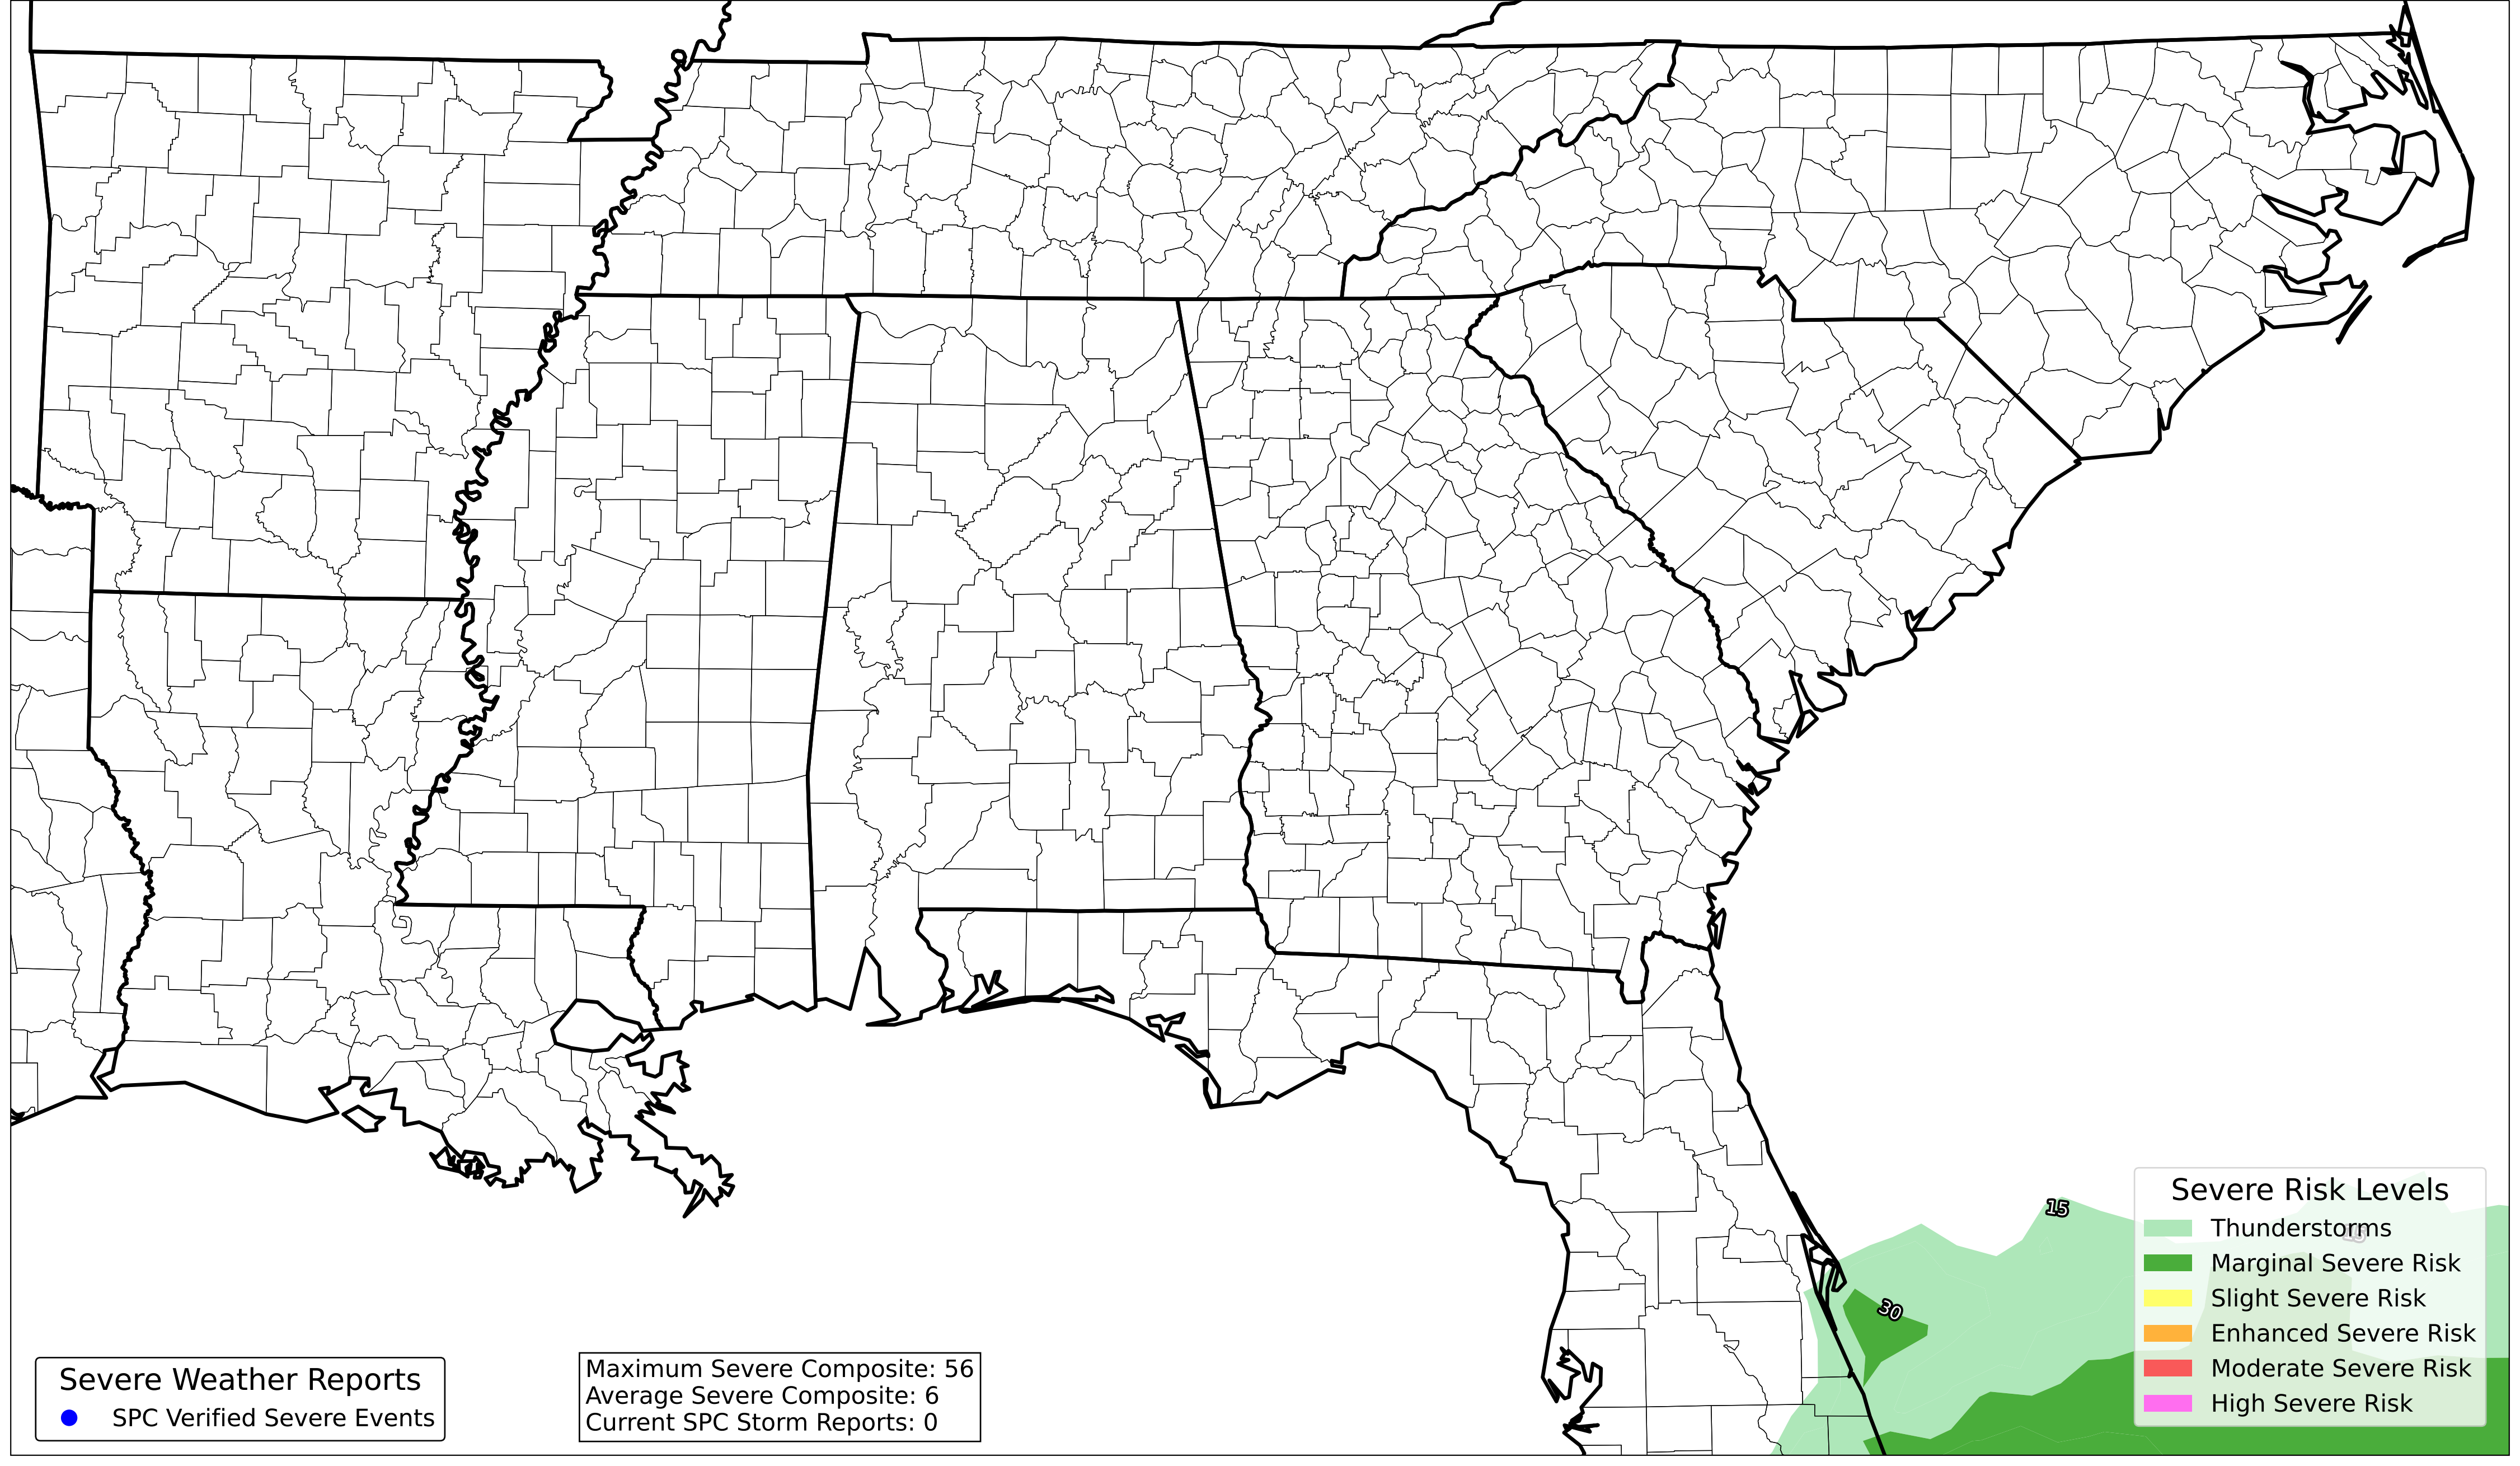 15
30
Severe Risk Levels
Thunderstorms
Marginal Severe Risk
Slight Severe Risk
Enhanced Severe Risk
Moderate Severe Risk
High Severe Risk
Severe Weather Reports
SPC Verified Severe Events
Maximum Severe Composite: 56
Average Severe Composite: 6
Current SPC Storm Reports: 0